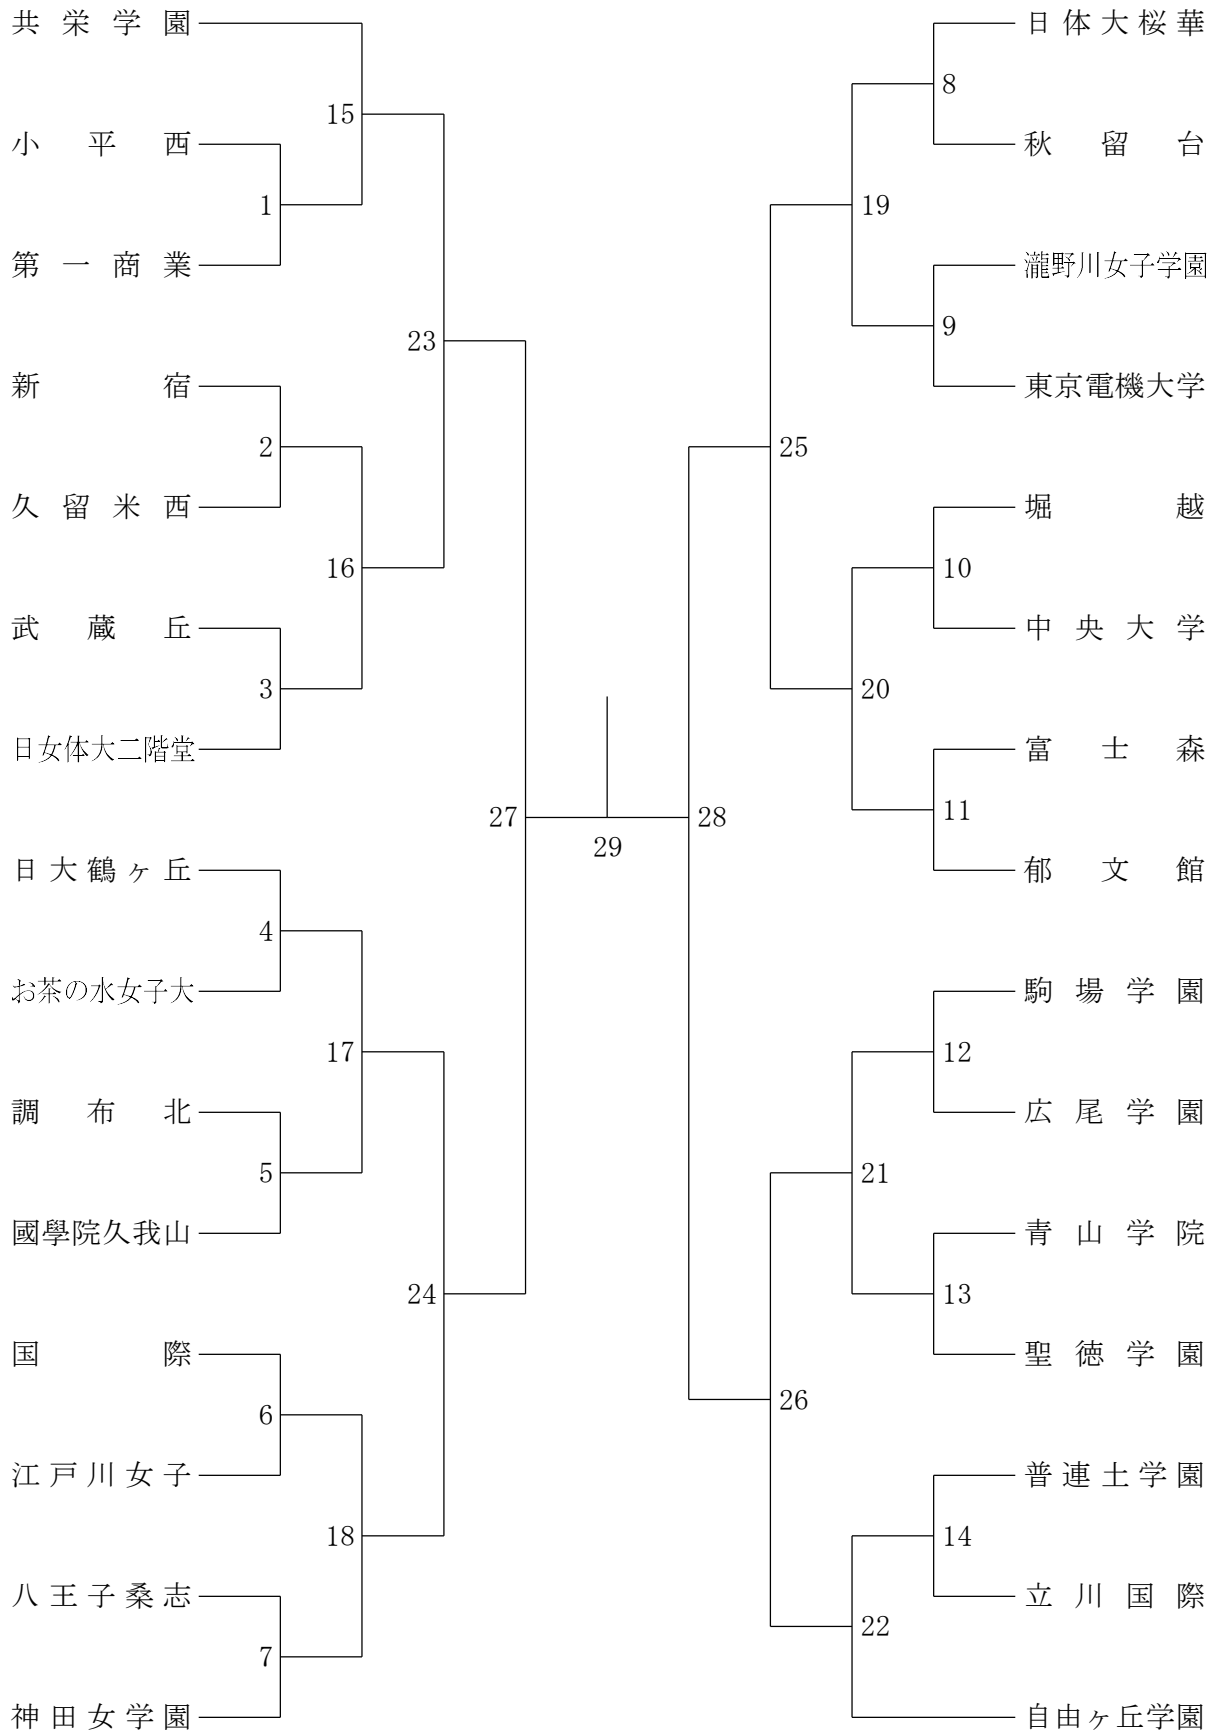 共栄学園
小平西
第一商業
新宿
久留米西
武蔵丘
日女体大二階堂
日大鶴ヶ丘
お茶の水女子大
調布北
國學院久我山
国際
江戸川女子
八王子桑志
神田女学園
1
2
3
4
5
6
7
15
16
17
18
23
24
27
29
28
25
26
19
20
21
22
8
9
10
11
12
13
14
日体大桜華
秋留台
瀧野川女子学園
東京電機大学
堀越
中央大学
富士森
郁文館
駒場学園
広尾学園
青山学院
聖徳学園
普連土学園
立川国際
自由ヶ丘学園